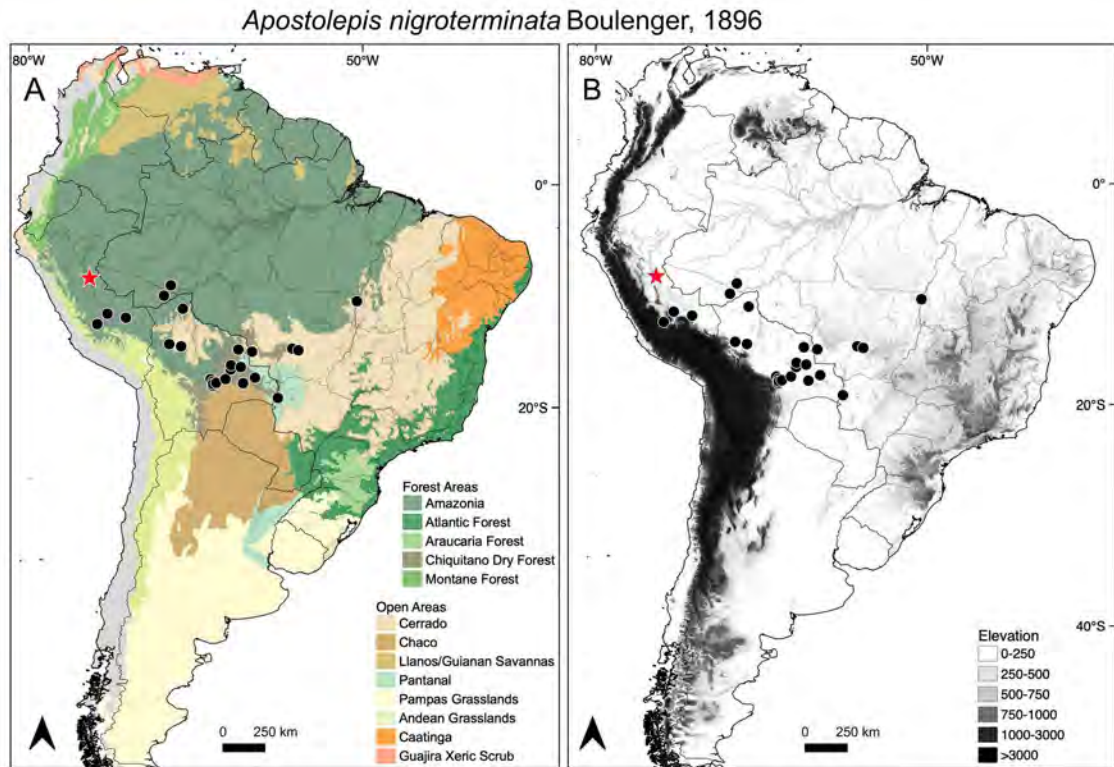 Apostolepis nigroterminata Boulenger, 1896
80°W
50°W
A
0°
20°S
Forest Areas
Amazonia
Atlantic Forest
Araucaria Forest
Chiquitano Dry Forest
Montane Forest
Open Areas
Cerrado
Chaco
Llanos/Guianan Savannas
Pantanal
Pampas Grasslands
Andean Grasslands
Caatinga
Guajira Xeric Scrub
0 250 km
80°W
50°W
B
0°
20°S
40°S
Elevation
0-250
250-500
500-750
750-1000
1000-3000
>3000
0 250 km